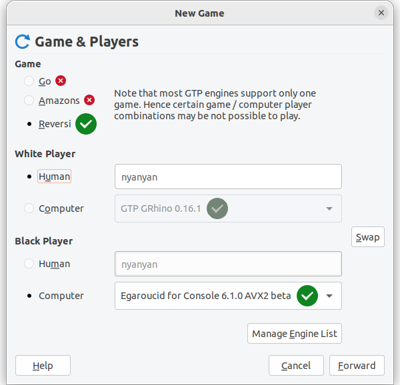 New Game
Game & Players
Game
Go
Amazons
Reversi
Note that most GTP engines support only one
game. Hence certain game / computer player
combinations may be not possible to play.
White Player
Human
nyanyan
Computer
GTP GRhino 0.16.1
Swap
Black Player
Human
nyanyan
Computer
Egaroucid for Console 6.1.0 AVX2 beta
Manage Engine List
Help
Cancel
Forward